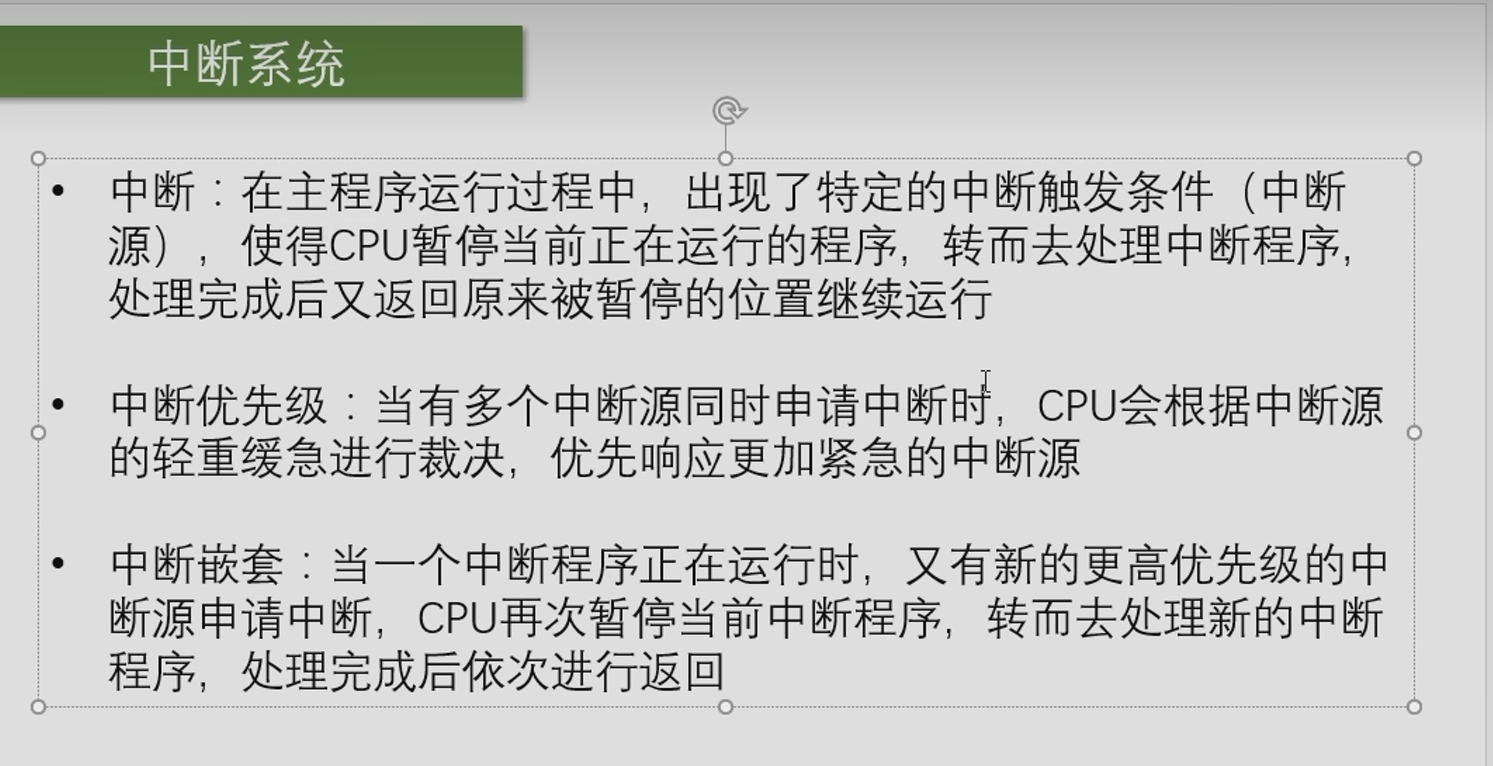 中断系统
• 中断：在主程序运行过程中，出现了特定的中断触发条件（中断
源），使得CPU暂停当前正在运行的程序，转而去处理中断程序，
处理完成后又返回原来被暂停的位置继续运行
• 中断优先级：当有多个中断源同时申请中断时，CPU会根据中断源
的轻重缓急进行裁决，优先响应更加紧急的中断源
• 中断嵌套：当一个中断程序正在运行时，又有新的更高优先级的中
断源申请中断，CPU再次暂停当前中断程序，转而去处理新的中断
程序，处理完成后依次进行返回